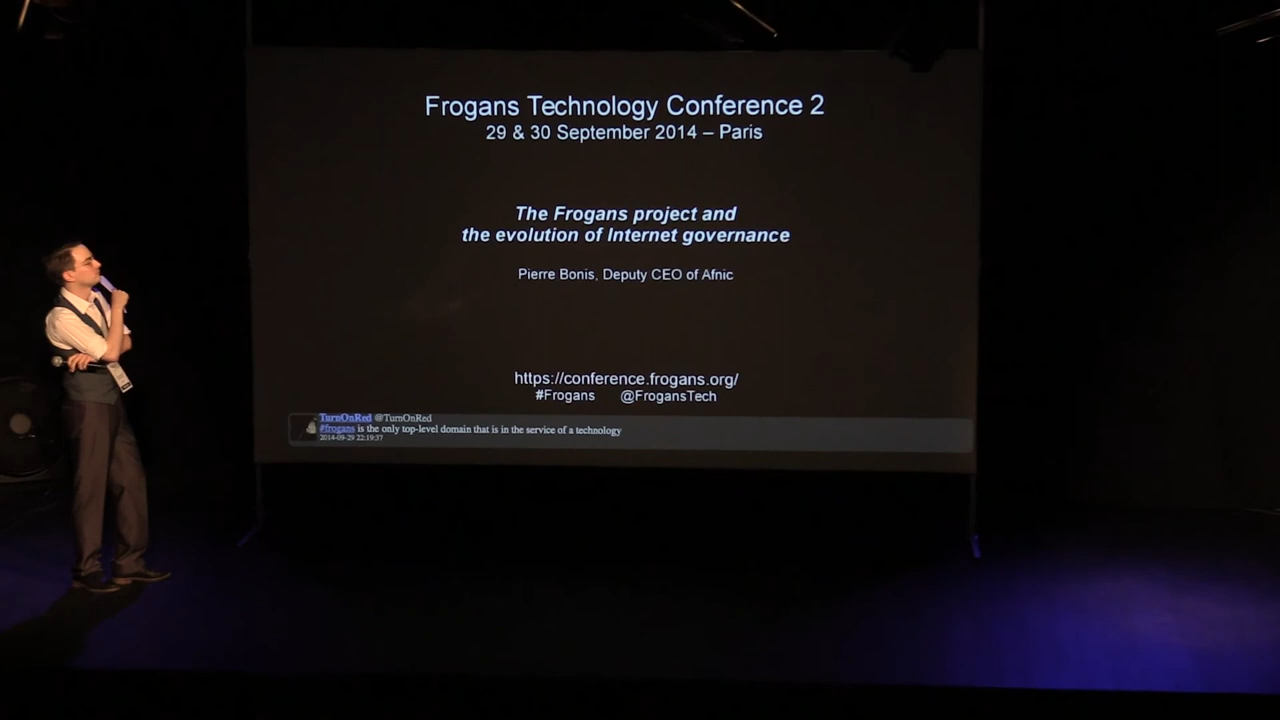 Frogans Technology Conference 2
29 & 30 September 2014 – Paris
The Frogans project and
the evolution of Internet governance
Pierre Bonis, Deputy CEO of Afnic
https://conference.frogans.org/
#Frogans @FrogansTech
TurnOnRed @TurnOnRed
#frogans is the only top-level domain that is in the service of a technology
2014-09-29 22:19:37